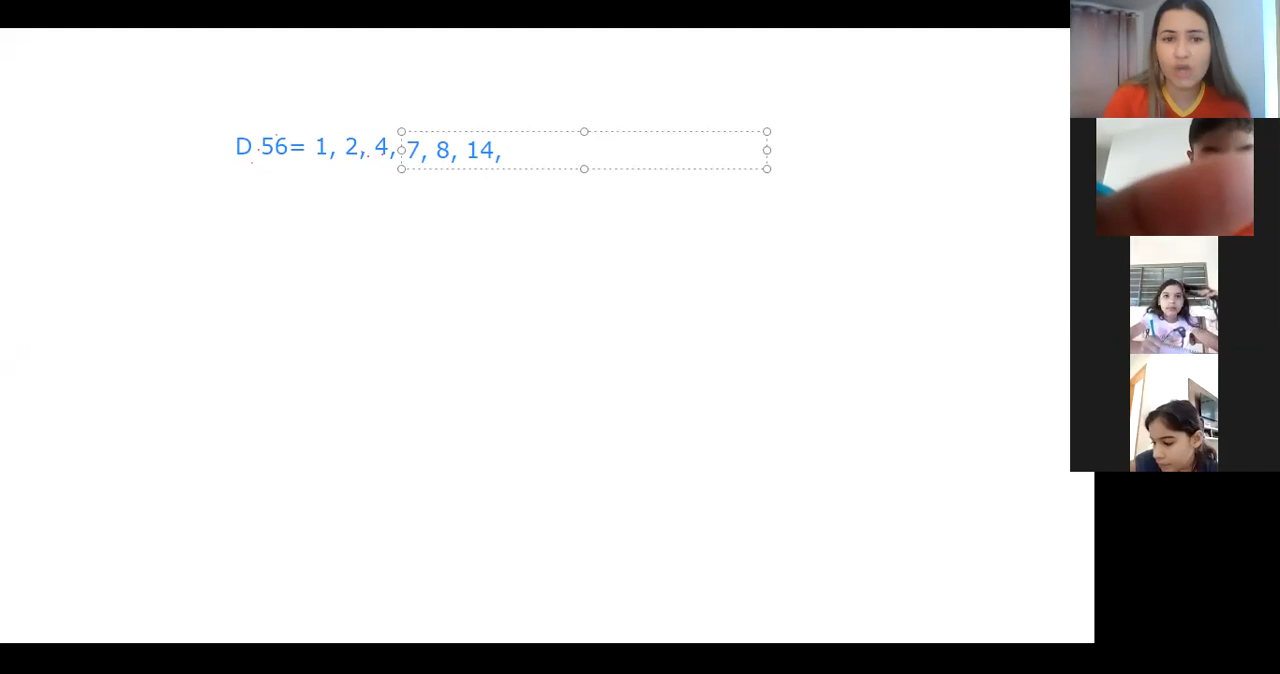 D 56= 1, 2, 4, 7, 8, 14,